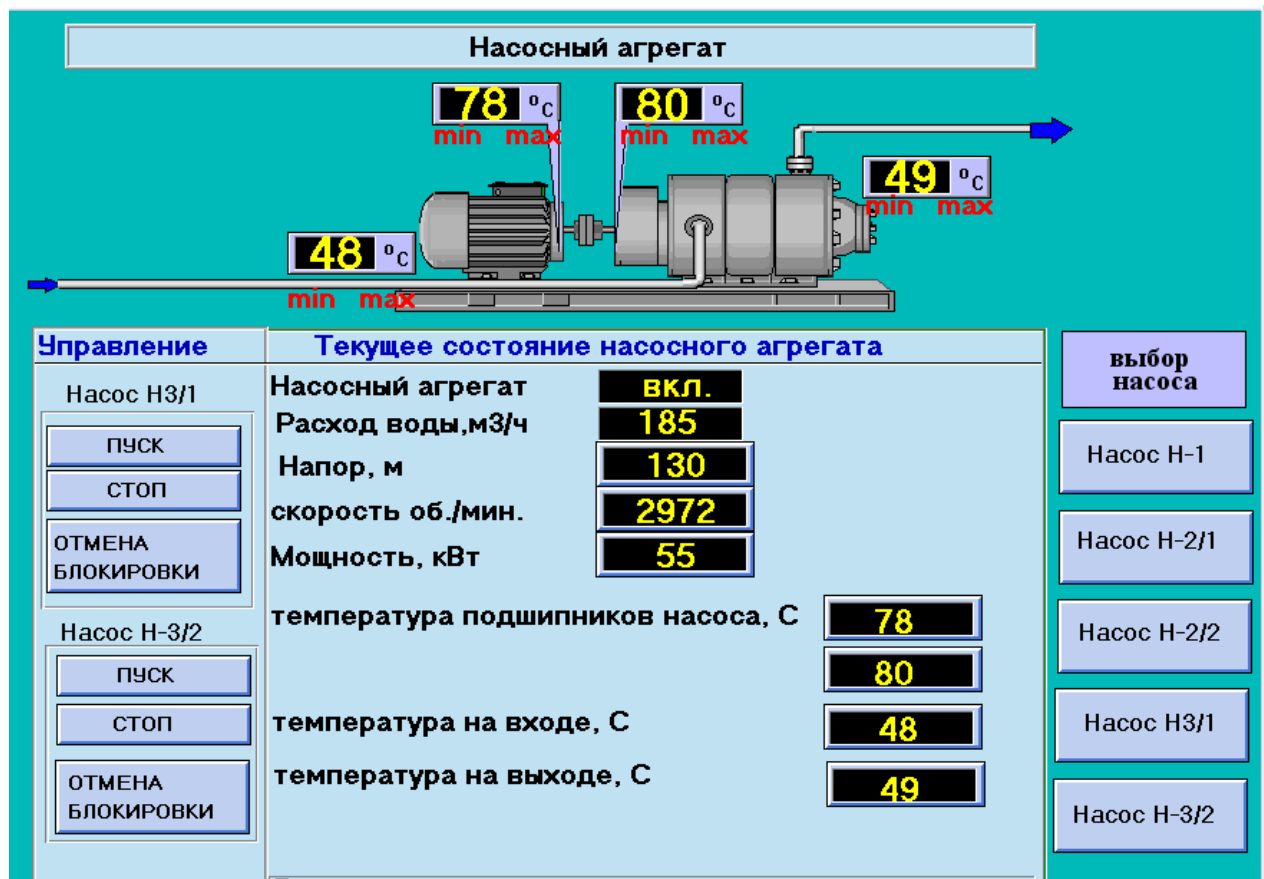 Насосный агрегат
78 °C
min max
80 °C
min max
49 °C
min max
48 °C
min max
Управление
Насос Н3/1
ПУСК
СТОП
ОТМЕНА
БЛОКИРОВКИ
Насос Н-3/2
ПУСК
СТОП
ОТМЕНА
БЛОКИРОВКИ
Текущее состояние насосного агрегата
Насосный агрегат вкл.
Расход воды,м3/ч 185
Напор, м 130
скорость об./мин. 2972
Мощность, кВт 55
температура подшипников насоса, С 78
80
температура на входе, С 48
температура на выходе, С 49
выбор
насоса
Насос Н-1
Насос Н-2/1
Насос Н-2/2
Насос Н3/1
Насос Н-3/2